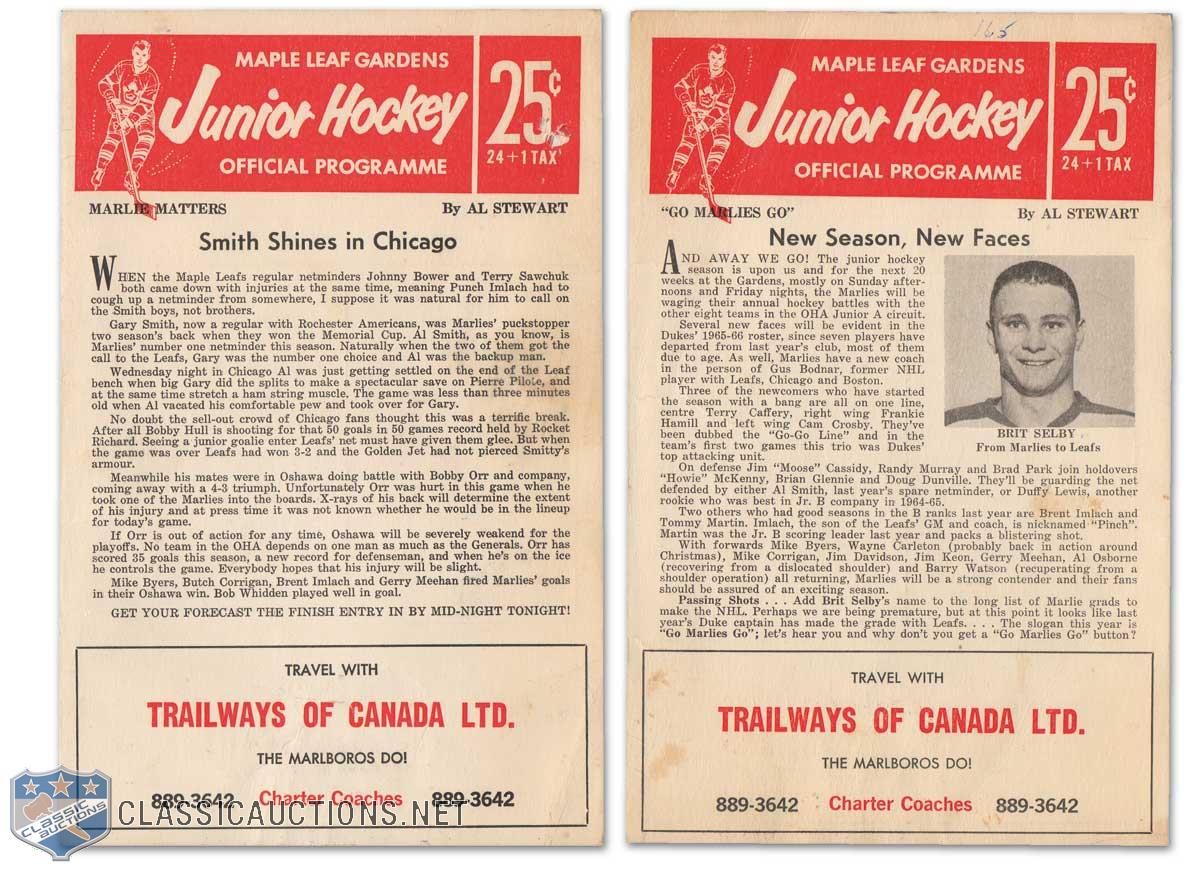 MAPLE LEAF GARDENS
Junior Hockey
OFFICIAL PROGRAMME
25¢
24+1 TAX
MARLIE MATTERS
By AL STEWART
Smith Shines in Chicago
WHEN the Maple Leafs regular netminders Johnny Bower and Terry Sawchuk
both came down with injuries at the same time, meaning Punch Imlach had to
cough up a netminder from somewhere, I suppose it was natural for him to call on
the Smith boys, not brothers.
Gary Smith, now a regular with Rochester Americans, was Marlies' puckstopper
two season's back when they won the Memorial Cup. Al Smith, as you know, is
Marlies' number one netminder this season. Naturally when the two of them got the
call to the Leafs, Gary was the number one choice and Al was the backup man.
Wednesday night in Chicago Al was just getting settled on the end of the Leaf
bench when big Gary did the splits to make a spectacular save on Pierre Pilote, and
at the same time stretch a ham string muscle. The game was less than three minutes
old when Al vacated his comfortable pew and took over for Gary.
No doubt the sell-out crowd of Chicago fans thought this was a terrific break.
After all Bobby Hull is shooting for that 50 goals in 50 games record held by Rocket
Richard. Seeing a junior goalie enter Leafs' net must have given them glee. But when
the game was over Leafs had won 3-2 and the Golden Jet had not pierced Smitty's
armour.
Meanwhile his mates were in Oshawa doing battle with Bobby Orr and company,
coming away with a 4-3 triumph. Unfortunately Orr was hurt in this game when he
took one of the Marlies into the boards. X-rays of his back will determine the extent
of his injury and at press time it was not known whether he would be in the lineup
for today's game.
If Orr is out of action for any time, Oshawa will be severely weakend for the
playoffs. No team in the OHA depends on one man as much as the Generals. Orr has
scored 35 goals this season, a new record for defenseman, and when he's on the ice
he controls the game. Everybody hopes that his injury will be slight.
Mike Byers, Butch Corrigan, Brent Imlach and Gerry Meehan fired Marlies' goals
in their Oshawa win. Bob Whidden played well in goal.
GET YOUR FORECAST THE FINISH ENTRY IN BY MID-NIGHT TONIGHT!
TRAVEL WITH
TRAILWAYS OF CANADA LTD.
THE MARLBOROS DO!
889-3642 Charter Coaches 889-3642
CLASSIC AUCTIONS
CLASSICAUCTIONS.NET
165
MAPLE LEAF GARDENS
Junior Hockey
OFFICIAL PROGRAMME
25¢
24+1 TAX
"GO MARLIES GO"
By AL STEWART
New Season, New Faces
AND AWAY WE GO! The junior hockey
season is upon us and for the next 20
weeks at the Gardens, mostly on Sunday after-
noons and Friday nights, the Marlies will be
waging their annual hockey battles with the
other eight teams in the OHA Junior A circuit.
Several new faces will be evident in the
Dukes' 1965-66 roster, since seven players have
departed from last year's club, most of them
due to age. As well, Marlies have a new coach
in the person of Gus Bodnar, former NHL
player with Leafs, Chicago and Boston.
Three of the newcomers who have started
the season with a bang are all on one line,
centre Terry Caffery, right wing Frankie
Hamill and left wing Cam Crosby. They've
been dubbed the "Go-Go Line" and in the
team's first two games this trio was Dukes'
top attacking unit.
BRIT SELBY
From Marlies to Leafs
On defense Jim "Moose" Cassidy, Randy Murray and Brad Park join holdovers
"Howie" McKenny, Brian Glennie and Doug Dunville. They'll be guarding the net
defended by either Al Smith, last year's spare netminder, or Duffy Lewis, another
rookie who was best in Jr. B company in 1964-65.
Two others who had good seasons in the B ranks last year are Brent Imlach and
Tommy Martin. Imlach, the son of the Leafs' GM and coach, is nicknamed "Pinch".
Martin was the Jr. B scoring leader last year and packs a blistering shot.
With forwards Mike Byers, Wayne Carleton (probably back in action around
Christmas), Mike Corrigan, Jim Davidson, Jim Keon, Gerry Meehan, Al Osborne
(recovering from a dislocated shoulder) and Barry Watson (recuperating from a
shoulder operation) all returning, Marlies will be a strong contender and their fans
should be assured of an exciting season.
Passing Shots . . . Add Brit Selby's name to the long list of Marlie grads to
make the NHL. Perhaps we are being premature, but at this point it looks like last
year's Duke captain has made the grade with Leafs. . . . The slogan this year is
"Go Marlies Go"; let's hear you and why don't you get a "Go Marlies Go" button?
TRAVEL WITH
TRAILWAYS OF CANADA LTD.
THE MARLBOROS DO!
889-3642 Charter Coaches 889-3642